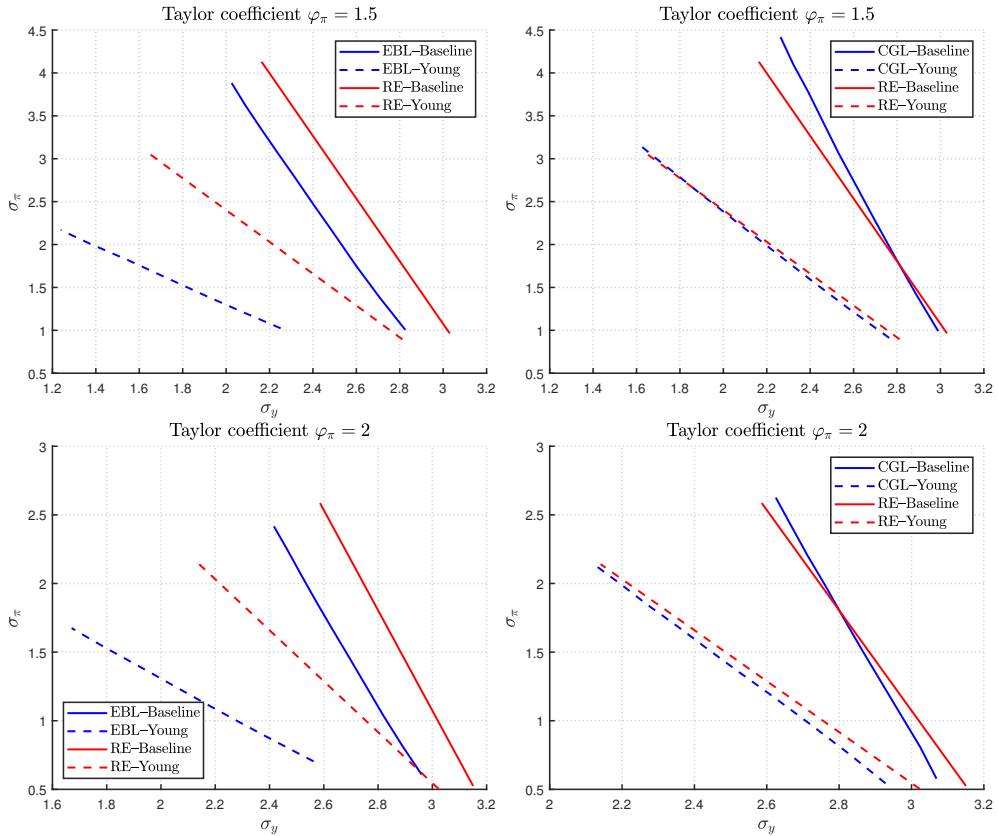 Taylor coefficient φπ = 1.5
4.5
4
3.5
3
2.5
2
1.5
1
0.5
σπ
1.2 1.4 1.6 1.8 2 2.2 2.4 2.6 2.8 3 3.2
σy
EBL–Baseline
EBL–Young
RE–Baseline
RE–Young
Taylor coefficient φπ = 1.5
4.5
4
3.5
3
2.5
2
1.5
1
0.5
σπ
1.2 1.4 1.6 1.8 2 2.2 2.4 2.6 2.8 3 3.2
σy
CGL–Baseline
CGL–Young
RE–Baseline
RE–Young
Taylor coefficient φπ = 2
3
2.5
2
1.5
1
0.5
σπ
1.6 1.8 2 2.2 2.4 2.6 2.8 3 3.2
σy
EBL–Baseline
EBL–Young
RE–Baseline
RE–Young
Taylor coefficient φπ = 2
3
2.5
2
1.5
1
0.5
σπ
2 2.2 2.4 2.6 2.8 3 3.2
σy
CGL–Baseline
CGL–Young
RE–Baseline
RE–Young